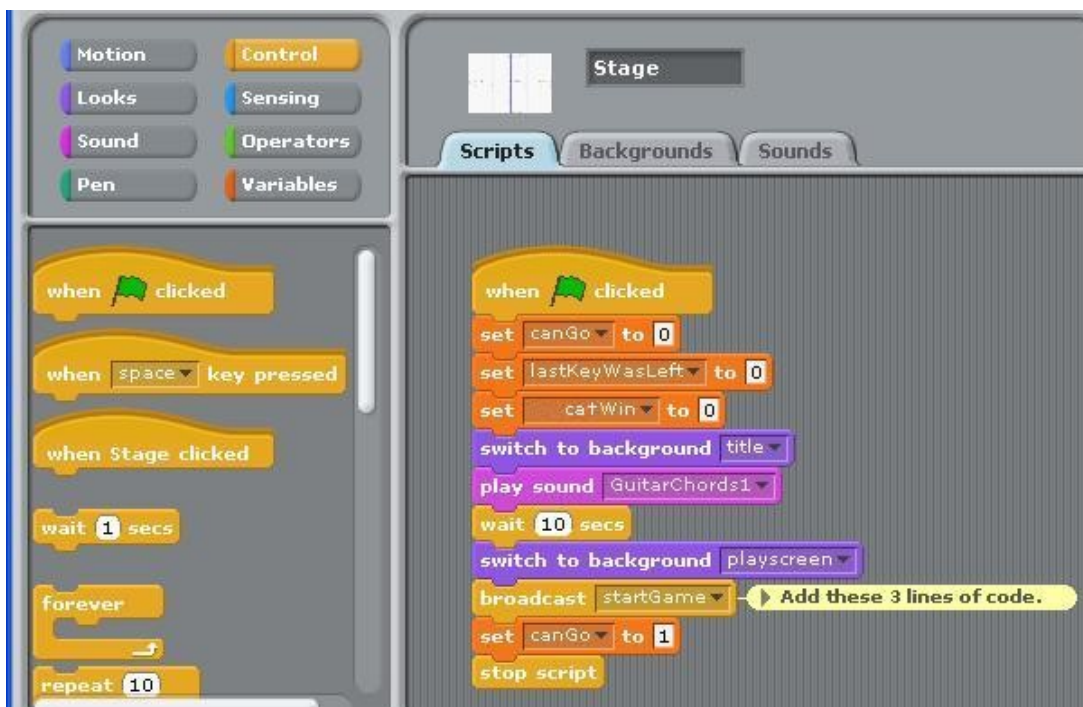 Motion Control
Looks Sensing
Sound Operators
Pen Variables
Stage
Scripts Backgrounds Sounds
when clicked
when space key pressed
when Stage clicked
wait 1 secs
forever
repeat 10
when clicked
set canGo to 0
set lastKeyWasLeft to 0
set catWin to 0
switch to background title
play sound GuitarChords1
wait 10 secs
switch to background playscreen
broadcast startGame Add these 3 lines of code.
set canGo to 1
stop script